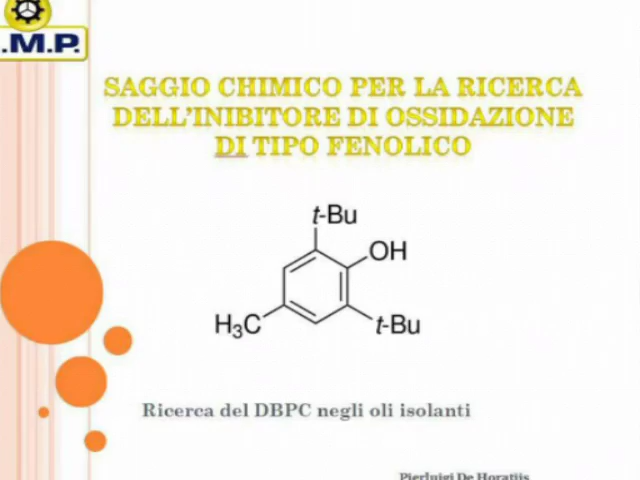 .M.P.
SAGGIO CHIMICO PER LA RICERCA
DELL'INIBITORE DI OSSIDAZIONE
DI TIPO FENOLICO
t-Bu
OH
H₃C
t-Bu
Ricerca del DBPC negli oli isolanti
Pierluigi De Horatiis